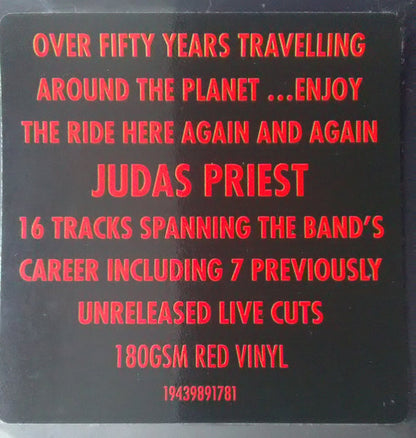 OVER FIFTY YEARS TRAVELLING
AROUND THE PLANET ...ENJOY
THE RIDE HERE AGAIN AND AGAIN
JUDAS PRIEST
16 TRACKS SPANNING THE BAND'S
CAREER INCLUDING 7 PREVIOUSLY
UNRELEASED LIVE CUTS
180GSM RED VINYL
19439891781